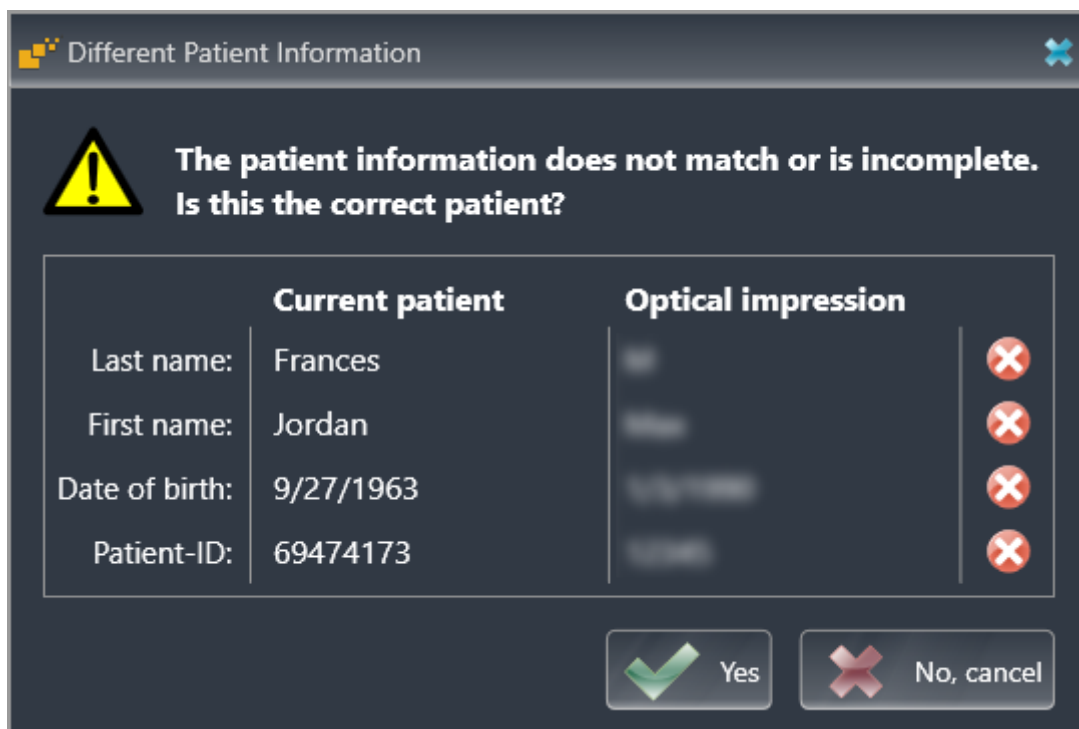 Different Patient Information
The patient information does not match or is incomplete.
Is this the correct patient?
Current patient Optical impression
Last name: Frances
First name: Jordan
Date of birth: 9/27/1963
Patient-ID: 69474173
Yes No, cancel